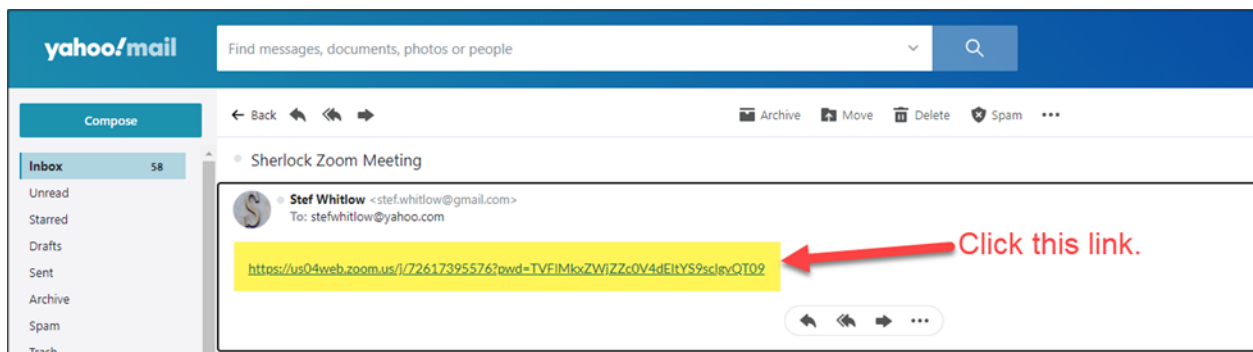 yahoo!mail
Find messages, documents, photos or people
Compose
Back
Archive
Move
Delete
Spam
Inbox 58
Unread
Starred
Drafts
Sent
Archive
Spam
Trash
Sherlock Zoom Meeting
S
Stef Whitlow <stef.whitlow@gmail.com>
To: stefwhitlow@yahoo.com
https://us04web.zoom.us/j/72617395576?pwd=TVFlMkxZWjZZc0V4dEltYS9sclgvQT09
Click this link.